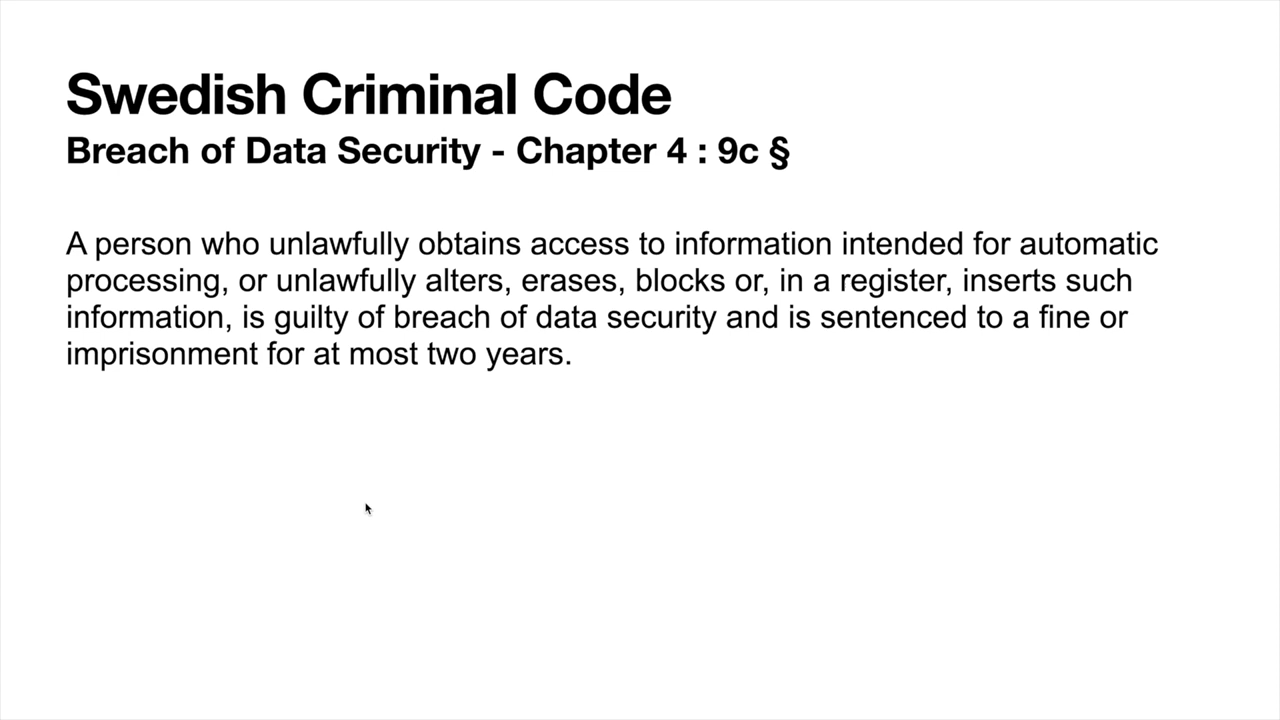 Swedish Criminal Code
Breach of Data Security - Chapter 4 : 9c §
A person who unlawfully obtains access to information intended for automatic
processing, or unlawfully alters, erases, blocks or, in a register, inserts such
information, is guilty of breach of data security and is sentenced to a fine or
imprisonment for at most two years.